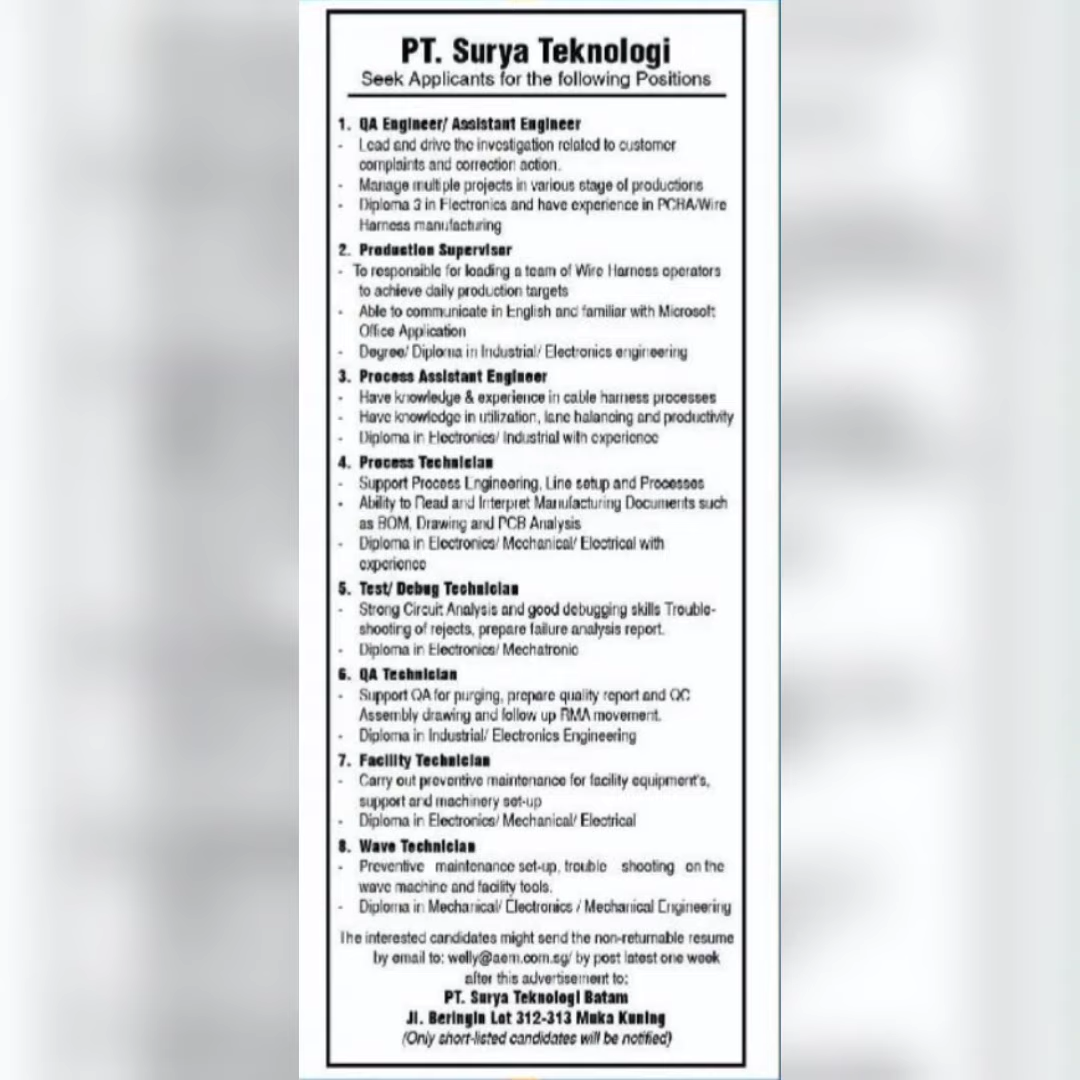 PT. Surya Teknologi
Seek Applicants for the following Positions
1. QA Engineer/ Assistant Engineer
- Lead and drive the investigation related to customer
complaints and correction action.
- Manage multiple projects in various stage of productions
- Diploma 3 in Electronics and have experience in PCBA/Wire
Harness manufacturing
2. Production Supervisor
- To responsible for leading a team of Wire Harness operators
to achieve daily production targets
- Able to communicate in English and familiar with Microsoft
Office Application
- Degree/ Diploma in Industrial/ Electronics engineering
3. Process Assistant Engineer
- Have knowledge & experience in cable harness processes
- Have knowledge in utilization, lane balancing and productivity
- Diploma in Electronics/ Industrial with experience
4. Process Technician
- Support Process Engineering, Line setup and Processes
- Ability to Read and Interpret Manufacturing Documents such
as BOM, Drawing and PCB Analysis
- Diploma in Electronics/ Mechanical/ Electrical with
experience
5. Test/ Debug Technician
- Strong Circuit Analysis and good debugging skills Trouble-
shooting of rejects, prepare failure analysis report.
- Diploma in Electronics/ Mechatronic
6. QA Technician
- Support QA for purging, prepare quality report and QC
Assembly drawing and follow up RMA movement.
- Diploma in Industrial/ Electronics Engineering
7. Facility Technician
- Carry out preventive maintenance for facility equipment's,
support and machinery set-up
- Diploma in Electronics/ Mechanical/ Electrical
8. Wave Technician
- Preventive maintenance set-up, trouble shooting on the
wave machine and facility tools.
- Diploma in Mechanical/ Electronics / Mechanical Engineering
The interested candidates might send the non-returnable resume
by email to: welly@aem.com.sg/ by post latest one week
after this advertisement to:
PT. Surya Teknologi Batam
Jl. Beringin Lot 312-313 Muka Kuning
(Only short-listed candidates will be notified)